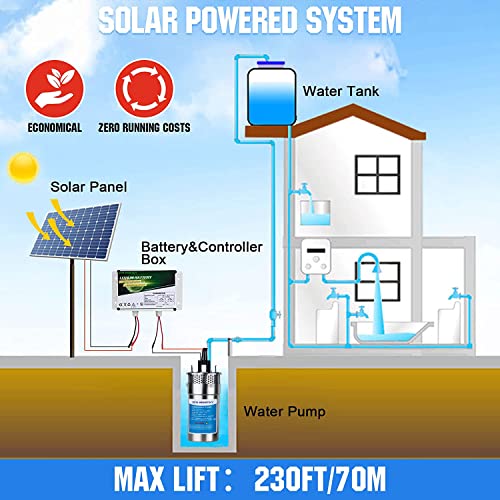 SOLAR POWERED SYSTEM
ECONOMICAL
ZERO RUNNING COSTS
Water Tank
Solar Panel
Battery&Controller
Box
Water Pump
MAX LIFT: 230FT/70M